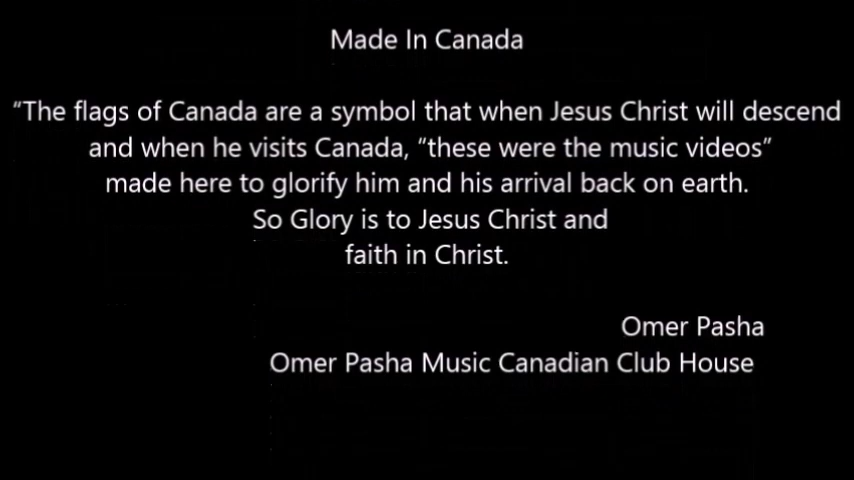 Made In Canada
“The flags of Canada are a symbol that when Jesus Christ will descend
and when he visits Canada, “these were the music videos”
made here to glorify him and his arrival back on earth.
So Glory is to Jesus Christ and
faith in Christ.
Omer Pasha
Omer Pasha Music Canadian Club House